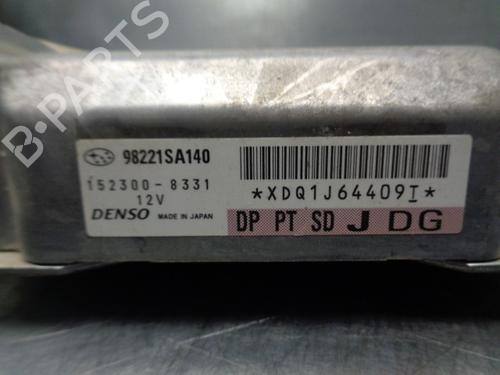 B-PARTS
98221SA140
152300-8331
12V
DENSO MADE IN JAPAN
*XDQ1J64409I*
DP PT SD J DG